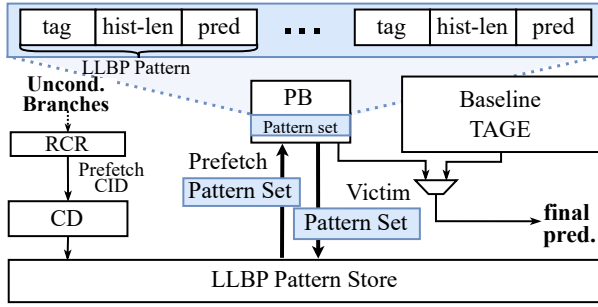 tag hist-len pred ... tag hist-len pred
LLBP Pattern
Uncond.
Branches
PB
Pattern set
Baseline
TAGE
RCR
Prefetch
CID
Prefetch
Pattern Set
Victim
Pattern Set
CD
final
pred.
LLBP Pattern Store